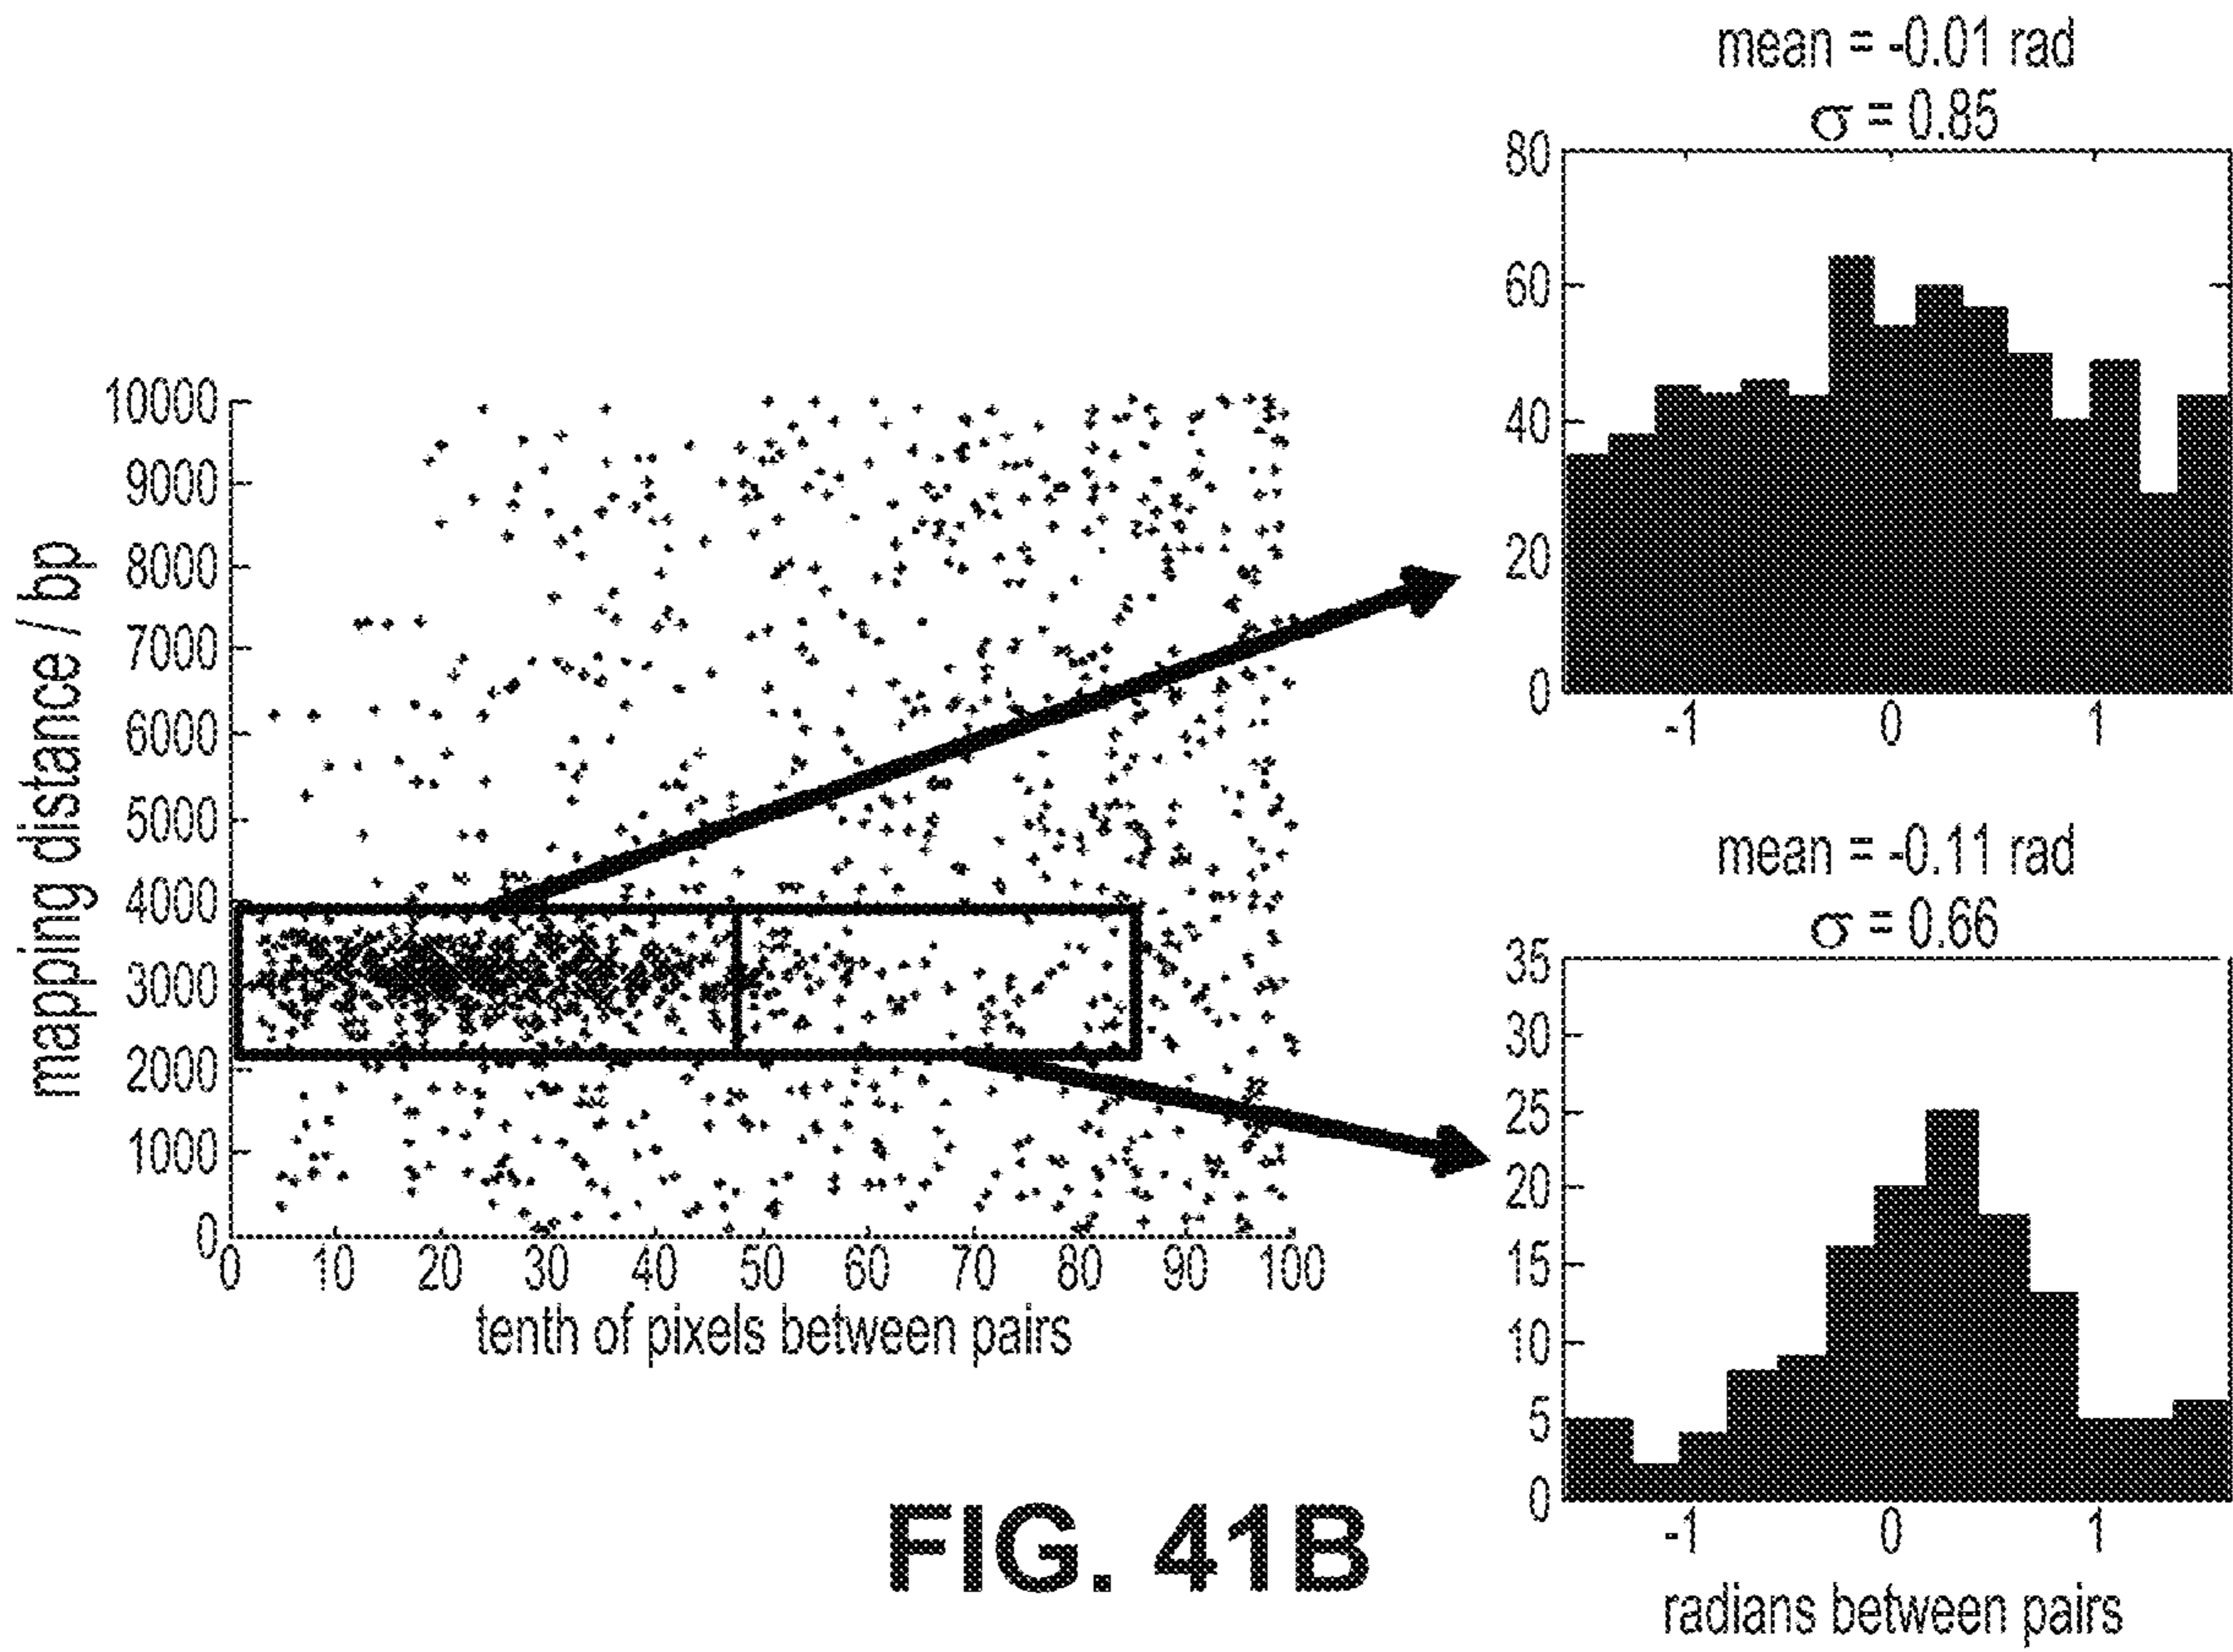 mean = -0.01 rad
σ = 0.85
80
60
40
20
0
-1 0 1
mapping distance / bp
10000
9000
8000
7000
6000
5000
4000
3000
2000
1000
0
0 10 20 30 40 50 60 70 80 90 100
tenth of pixels between pairs
mean = -0.11 rad
σ = 0.66
35
30
25
20
15
10
5
0
-1 0 1
radians between pairs
FIG. 41B